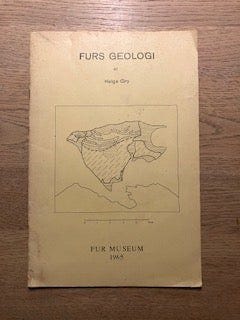 FURS GEOLOGI
af
Helge Gry
FUR MUSEUM
1965